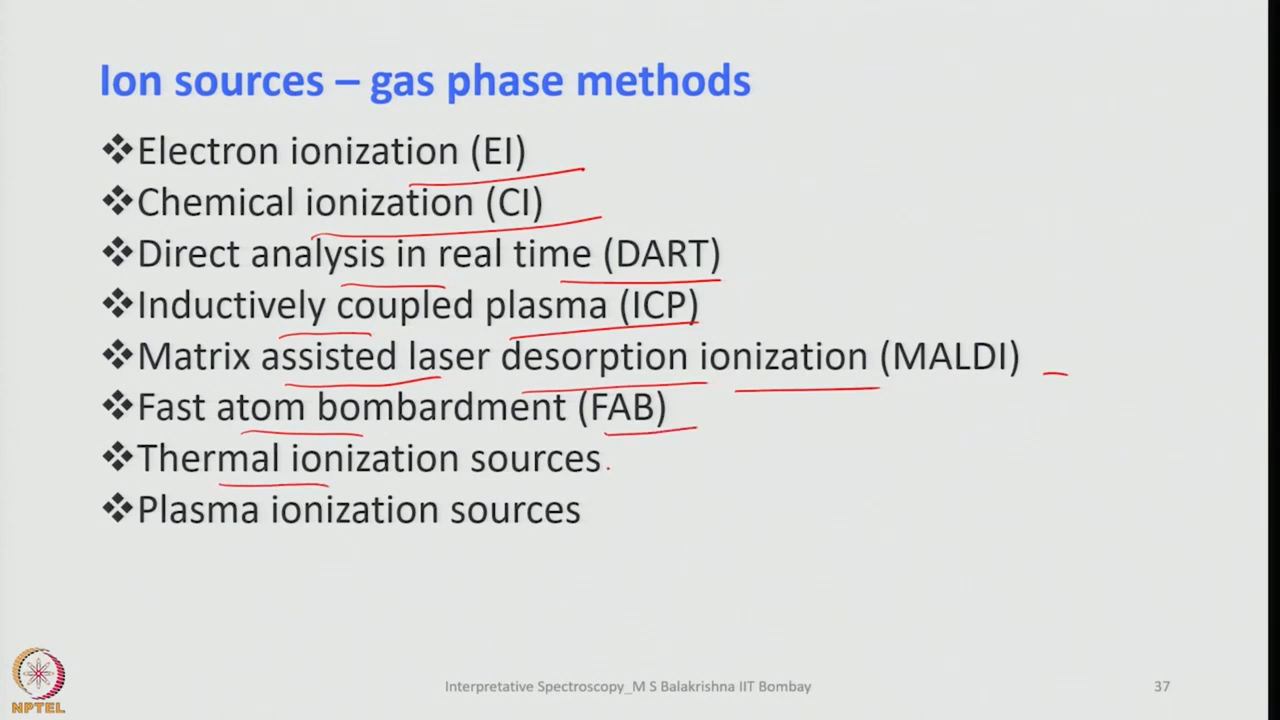 Ion sources – gas phase methods
❖Electron ionization (EI)
❖Chemical ionization (CI)
❖Direct analysis in real time (DART)
❖Inductively coupled plasma (ICP)
❖Matrix assisted laser desorption ionization (MALDI)
❖Fast atom bombardment (FAB)
❖Thermal ionization sources
❖Plasma ionization sources
NPTEL
Interpretative Spectroscopy_M S Balakrishna IIT Bombay
37